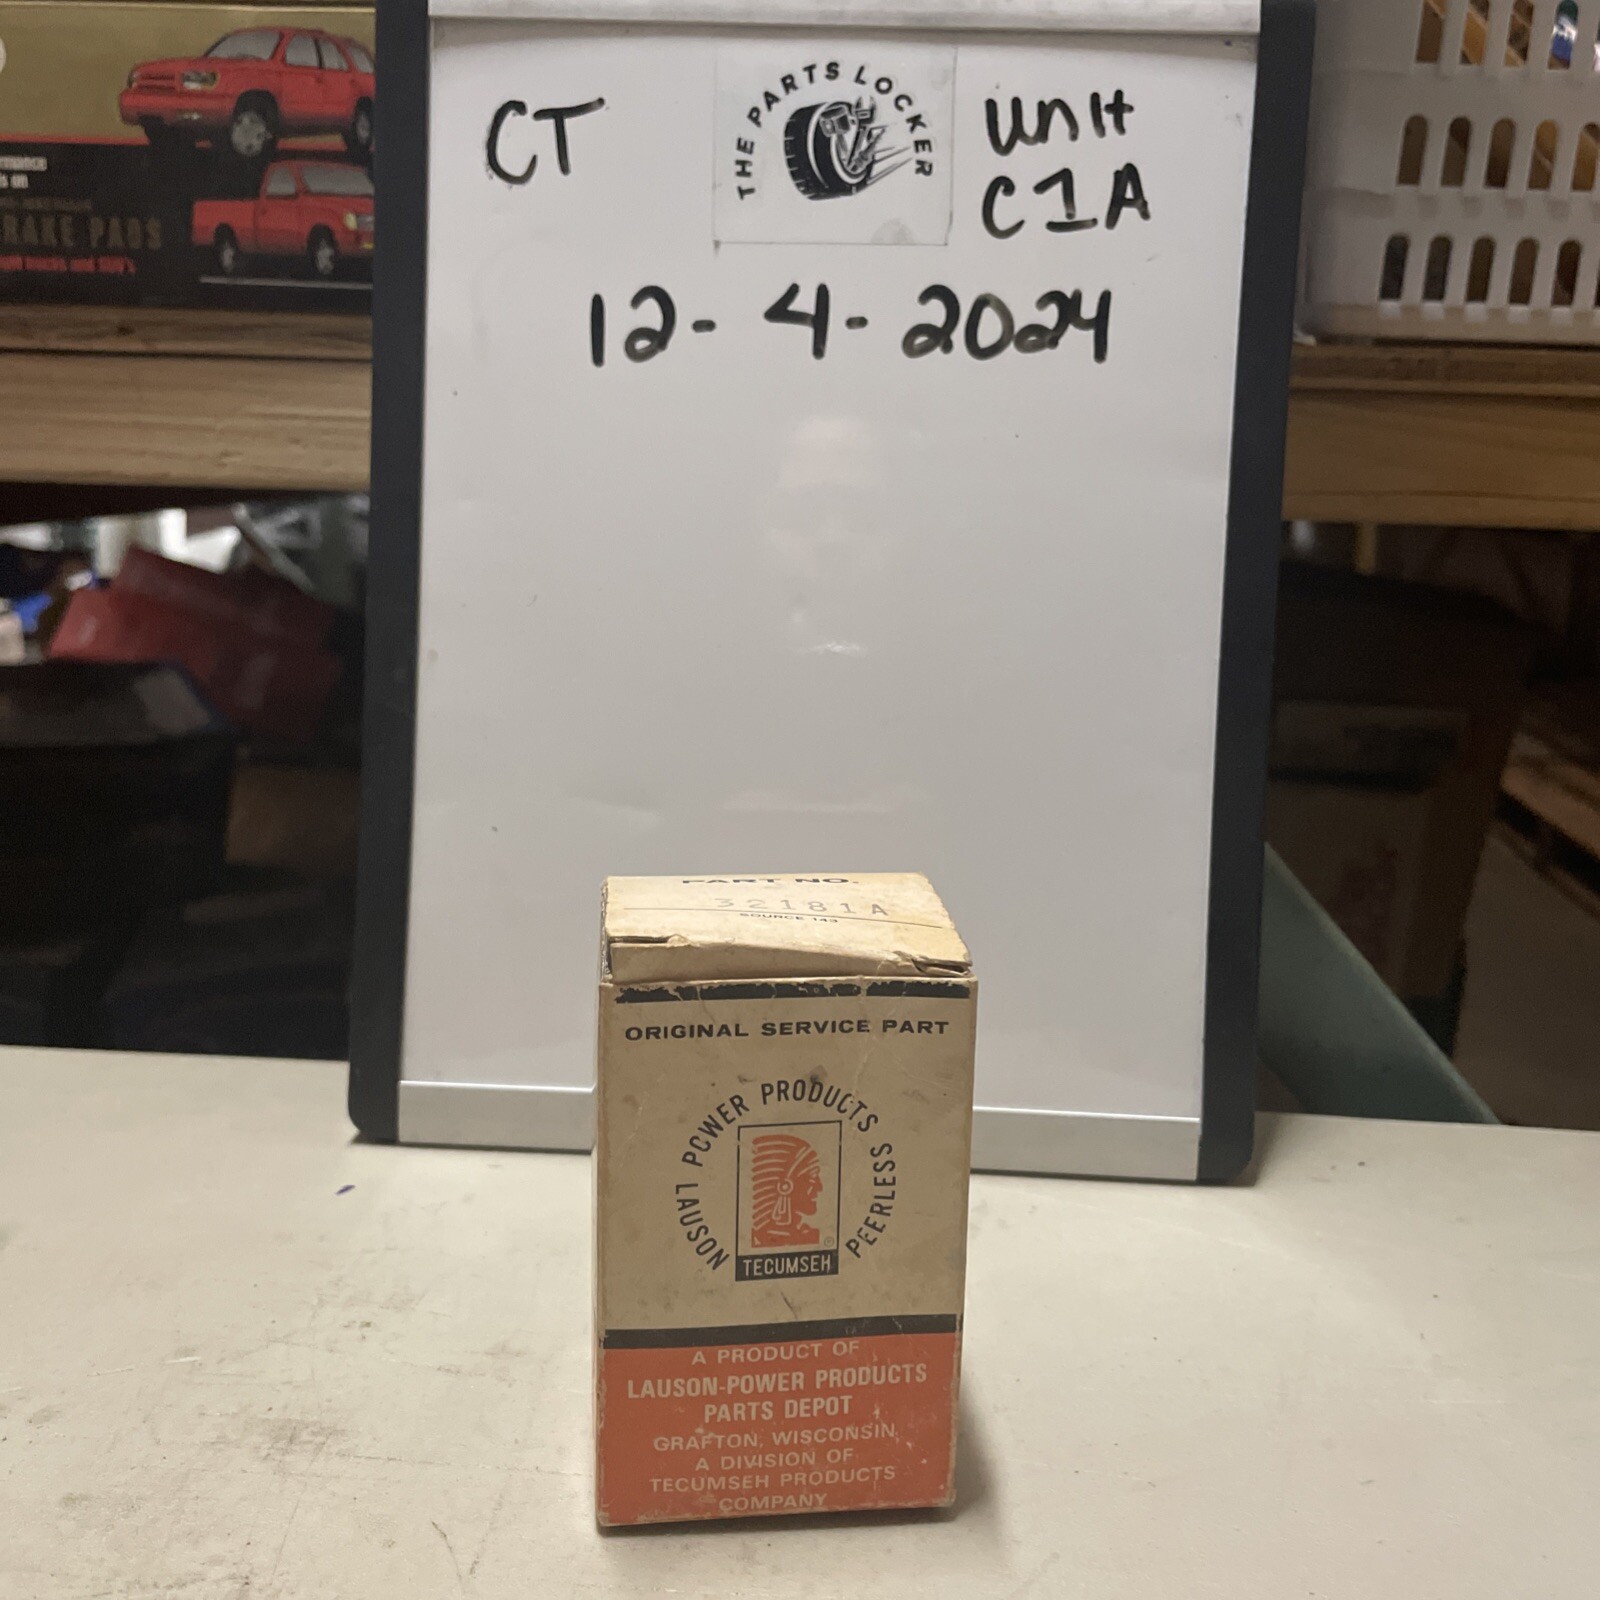 CT
THE PARTS LOCKER
Unit
C1A
12-4-2024
BRAKE PADS
PART NO.
32181A
SOURCE 143
ORIGINAL SERVICE PART
LAUSON POWER PRODUCTS PEERLESS
TECUMSEH
A PRODUCT OF
LAUSON-POWER PRODUCTS
PARTS DEPOT
GRAFTON, WISCONSIN
A DIVISION OF
TECUMSEH PRODUCTS
COMPANY